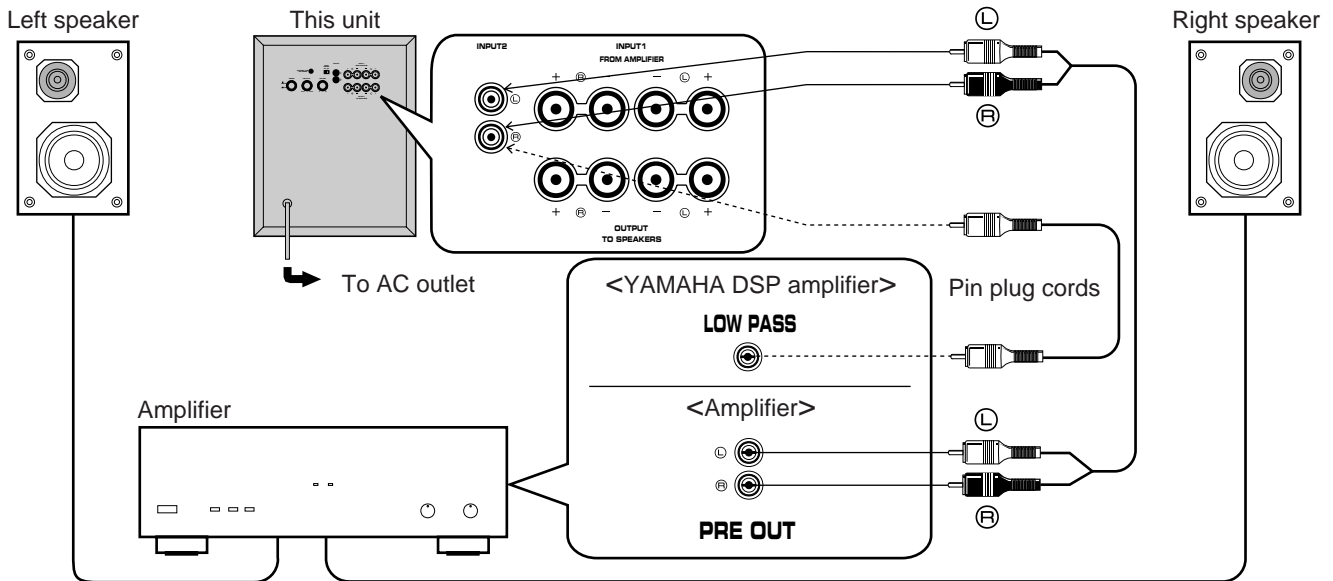 Left speaker
This unit
Right speaker
INPUT2
INPUT1
FROM AMPLIFIER
+ R − − L +
L
R
+ R − − L +
OUTPUT
TO SPEAKERS
L
R
To AC outlet
<YAMAHA DSP amplifier>
LOW PASS
Pin plug cords
Amplifier
<Amplifier>
L
R
PRE OUT
L
R